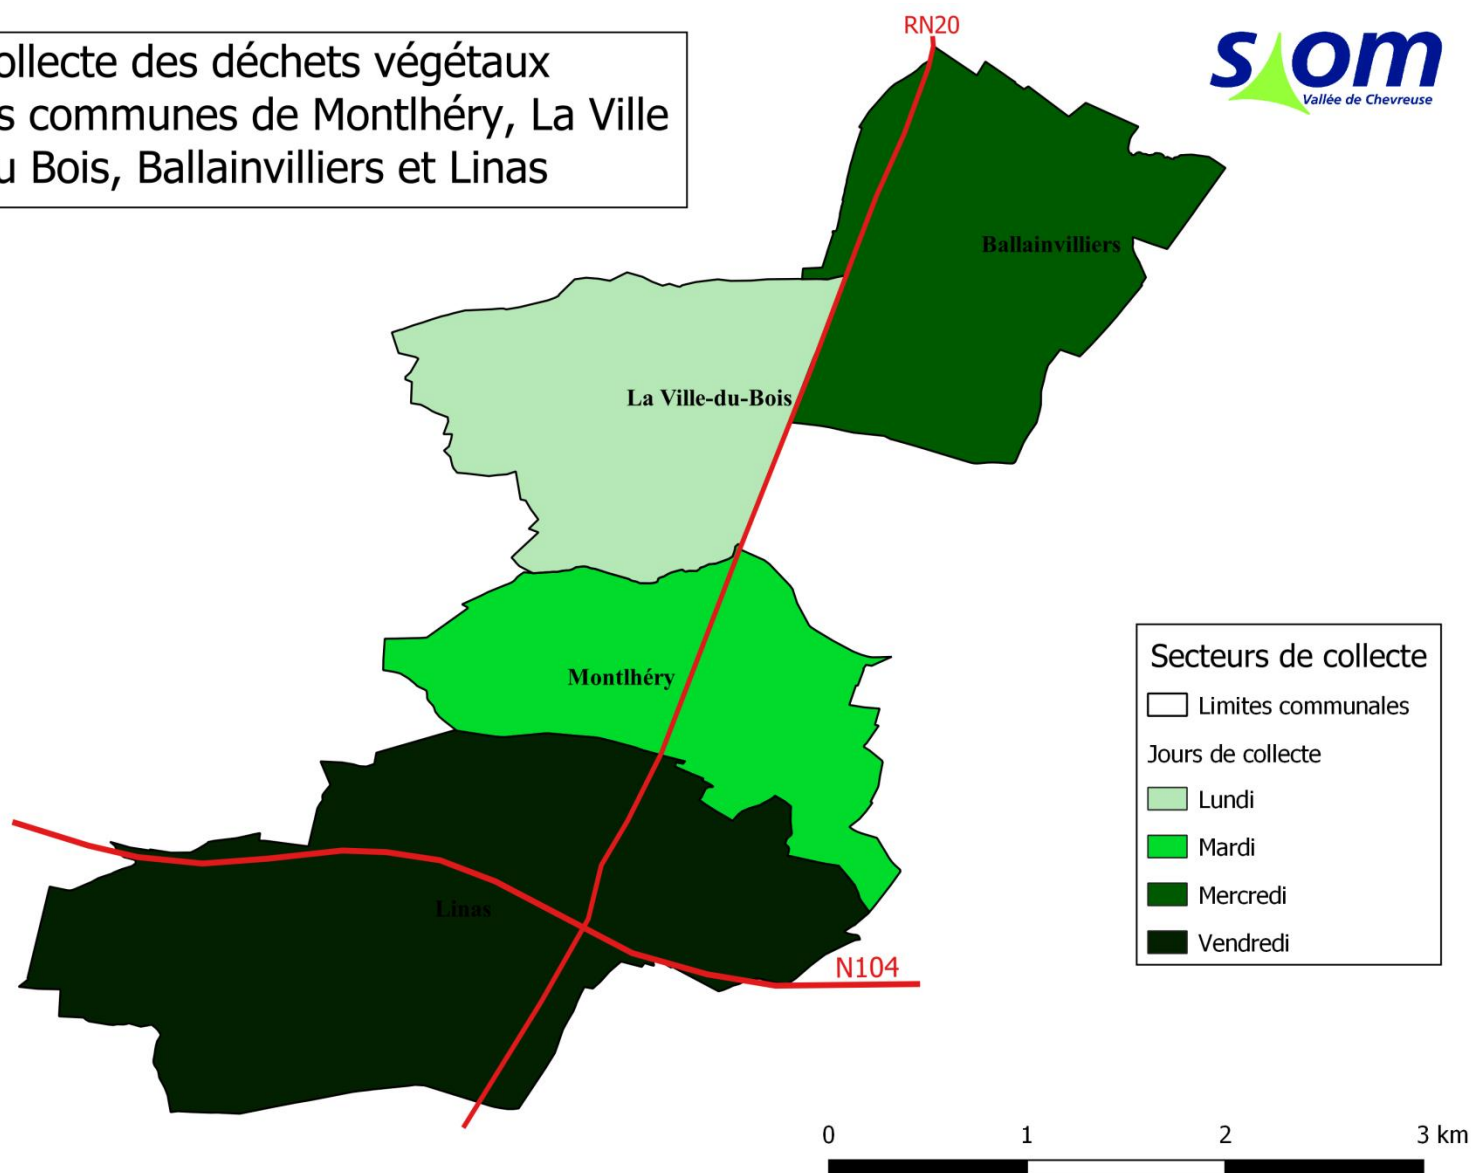 ollecte des déchets végétaux
s communes de Montlhéry, La Ville
u Bois, Ballainvilliers et Linas
RN20
siom
Vallée de Chevreuse
Ballainvilliers
La Ville-du-Bois
Montlhéry
Linas
N104
Secteurs de collecte
Limites communales
Jours de collecte
Lundi
Mardi
Mercredi
Vendredi
0 1 2 3 km